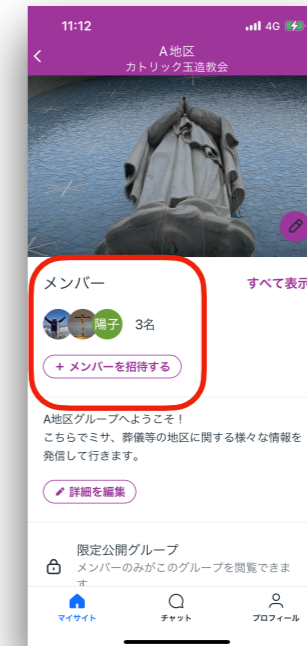 11:12
4G
A地区
カトリック玉造教会
メンバー
すべて表示
陽子
3名
+ メンバーを招待する
A地区グループへようこそ！
こちらでミサ、葬儀等の地区に関する様々な情報を
発信して行きます。
詳細を編集
限定公開グループ
メンバーのみがこのグループを閲覧できま
す
マイサイト
チャット
プロフィール